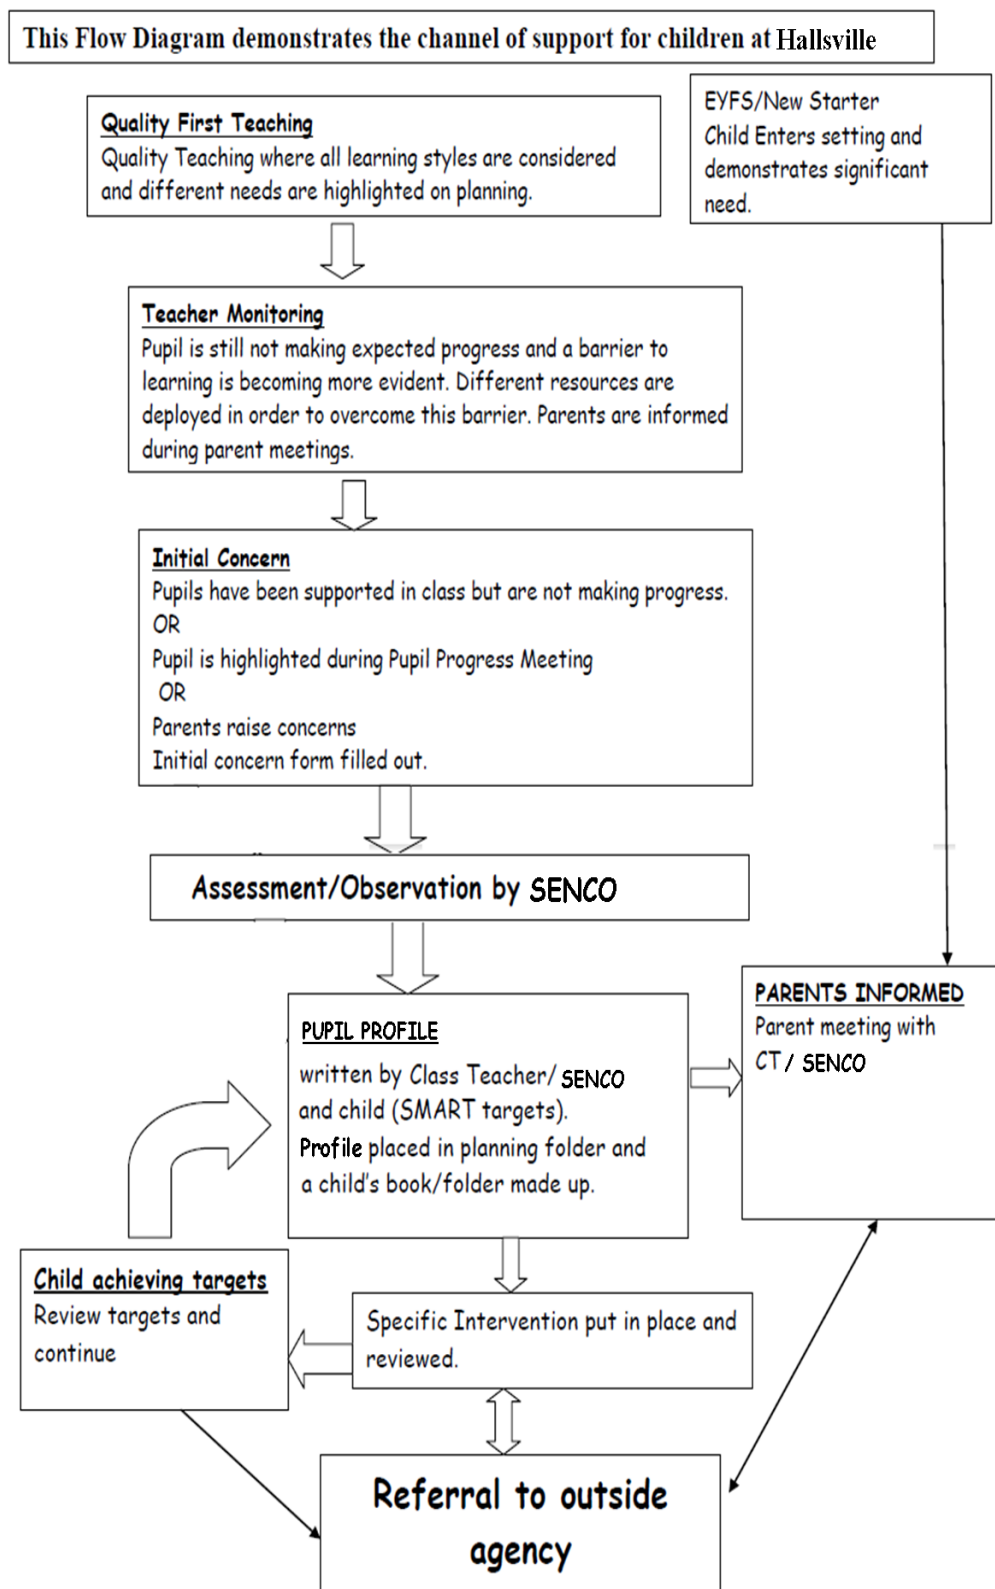 This Flow Diagram demonstrates the channel of support for children at Hallsville
Quality First Teaching
Quality Teaching where all learning styles are considered
and different needs are highlighted on planning.
EYFS/New Starter
Child Enters setting and
demonstrates significant
need.
Teacher Monitoring
Pupil is still not making expected progress and a barrier to
learning is becoming more evident. Different resources are
deployed in order to overcome this barrier. Parents are informed
during parent meetings.
Initial Concern
Pupils have been supported in class but are not making progress.
OR
Pupil is highlighted during Pupil Progress Meeting
OR
Parents raise concerns
Initial concern form filled out.
Assessment/Observation by SENCO
PUPIL PROFILE
written by Class Teacher/ SENCO
and child (SMART targets).
Profile placed in planning folder and
a child's book/folder made up.
PARENTS INFORMED
Parent meeting with
CT / SENCO
Child achieving targets
Review targets and
continue
Specific Intervention put in place and
reviewed.
Referral to outside
agency